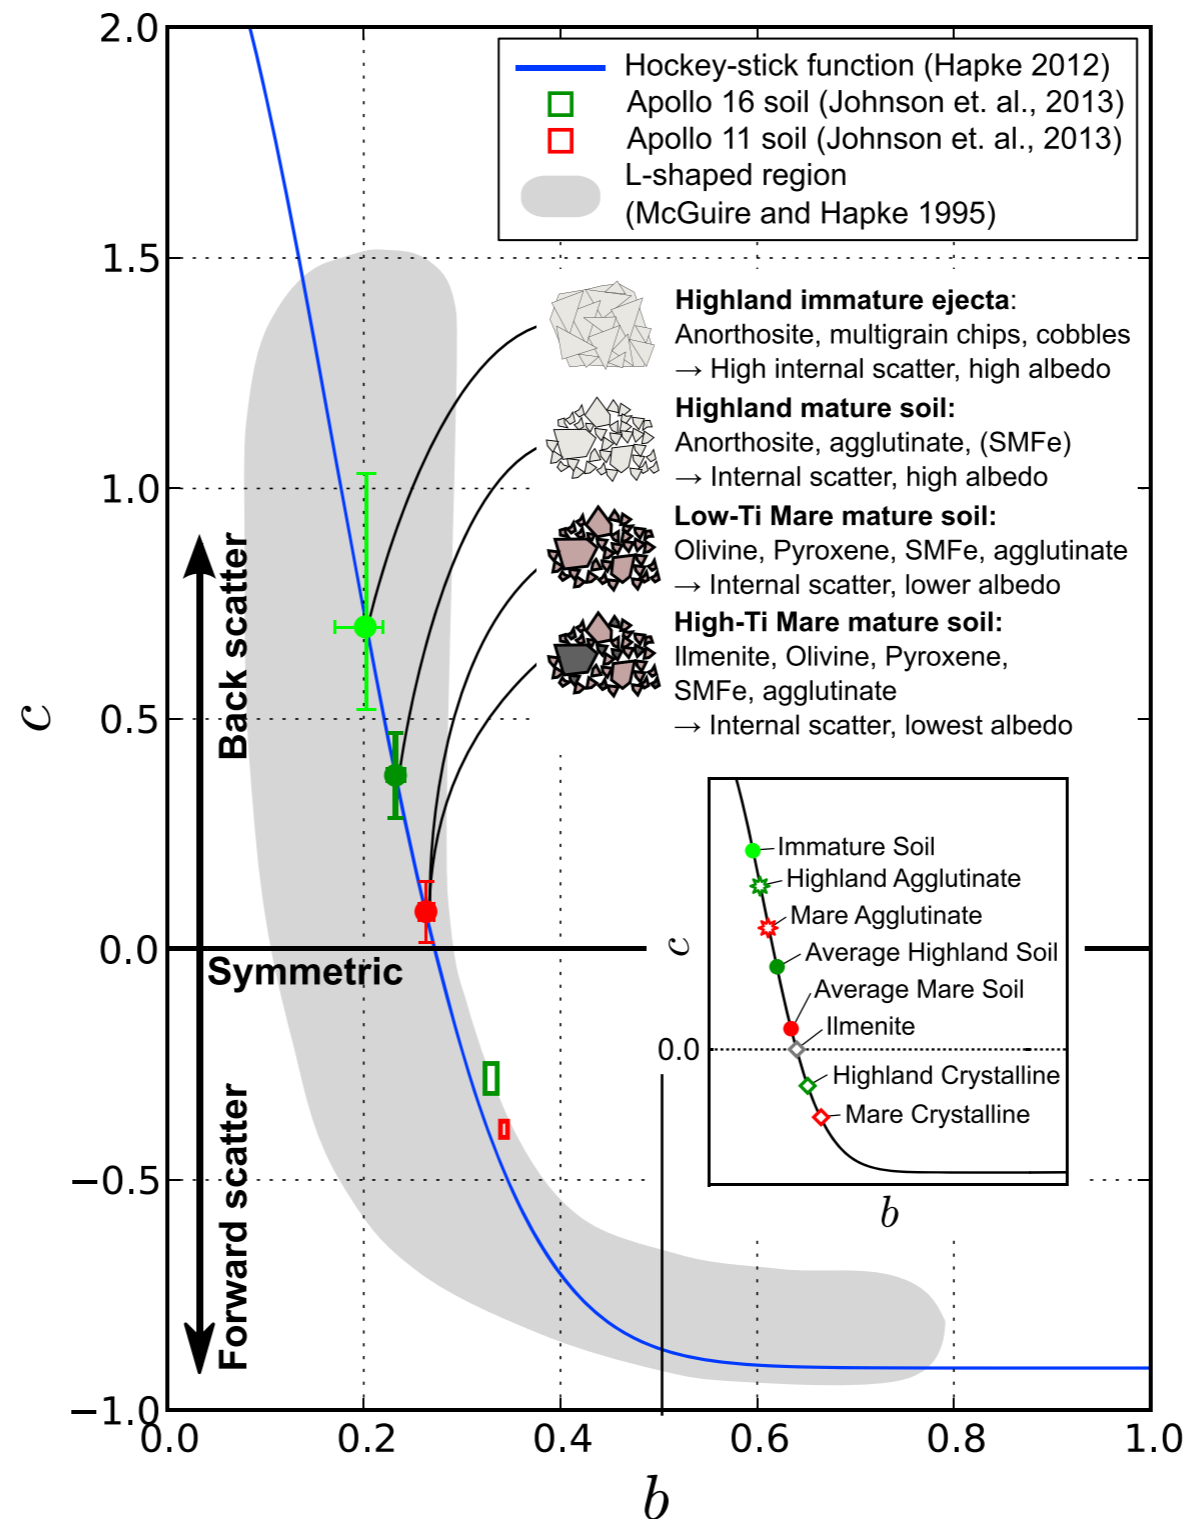 2.0
1.5
1.0
0.5
0.0
−0.5
−1.0
c
Back scatter
Symmetric
Forward scatter
Hockey-stick function (Hapke 2012)
Apollo 16 soil (Johnson et. al., 2013)
Apollo 11 soil (Johnson et. al., 2013)
L-shaped region
(McGuire and Hapke 1995)
Highland immature ejecta:
Anorthosite, multigrain chips, cobbles
→ High internal scatter, high albedo
Highland mature soil:
Anorthosite, agglutinate, (SMFe)
→ Internal scatter, high albedo
Low-Ti Mare mature soil:
Olivine, Pyroxene, SMFe, agglutinate
→ Internal scatter, lower albedo
High-Ti Mare mature soil:
Ilmenite, Olivine, Pyroxene,
SMFe, agglutinate
→ Internal scatter, lowest albedo
Immature Soil
Highland Agglutinate
Mare Agglutinate
Average Highland Soil
Average Mare Soil
Ilmenite
Highland Crystalline
Mare Crystalline
c
0.0
b
0.0 0.2 0.4 0.6 0.8 1.0
b